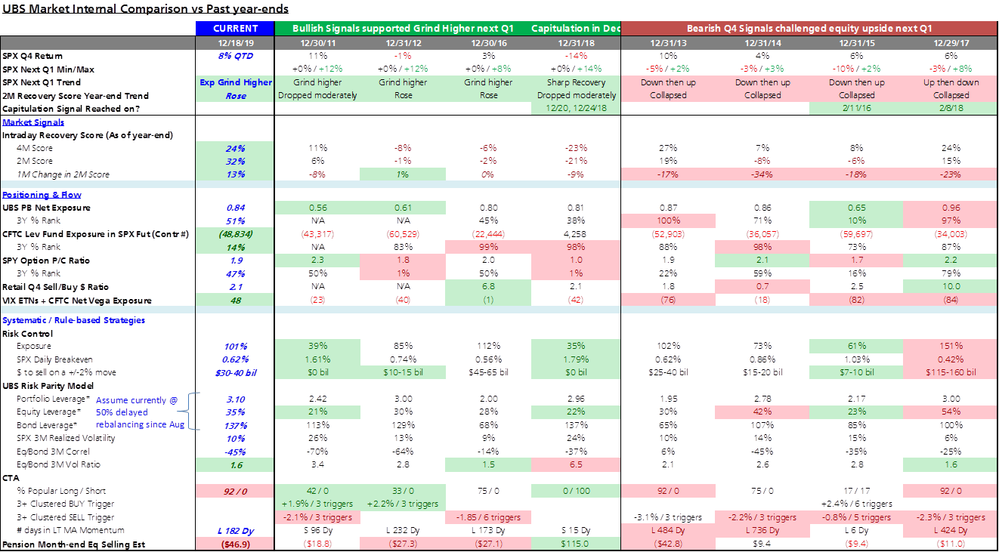 UBS Market Internal Comparison vs Past year-ends
CURRENT Bullish Signals supported Grind Higher next Q1 Capitulation in Dec Bearish Q4 Signals challenged equity upside next Q1
12/18/19 12/30/11 12/31/12 12/30/16 12/31/18 12/31/13 12/31/14 12/31/15 12/29/17
SPX Q4 Return 8% QTD 11% -1% 3% -14% 10% 4% 6% 6%
SPX Next Q1 Min/Max +0% / +12% +0% / +12% +0% / +8% +0% / +14% -5% / +2% -3% / +3% -10% / +2% -3% / +8%
SPX Next Q1 Trend Exp Grind Higher Grind higher Grind higher Grind higher Sharp Recovery Down then up Down then up Down then up Up then down
2M Recovery Score Year-end Trend Rose Dropped moderately Rose Rose Dropped moderately Collapsed Collapsed Collapsed Collapsed
Capitulation Signal Reached on? 12/20, 12/24/18 2/11/16 2/8/18
Market Signals
Intraday Recovery Score (As of year-end)
4M Score 24% 11% -8% -6% -23% 27% 7% 8% 24%
2M Score 32% 6% -1% -2% -21% 19% -8% -6% 15%
1M Change in 2M Score 13% -8% 1% 0% -9% -17% -34% -18% -23%
Positioning & Flow
UBS PB Net Exposure 0.84 0.56 0.61 0.80 0.81 0.87 0.86 0.65 0.96
3Y % Rank 51% N/A N/A 45% 38% 100% 71% 10% 97%
CFTC Lev Fund Exposure in SPX Fut (Contr #) (48,834) (43,317) (60,529) (22,444) 4,258 (52,903) (36,057) (59,697) (34,003)
3Y % Rank 14% N/A 83% 99% 98% 88% 98% 73% 87%
SPY Option P/C Ratio 1.9 2.3 1.8 2.0 1.0 1.9 2.1 1.7 2.2
3Y % Rank 47% 50% 1% 50% 1% 22% 59% 16% 79%
Retail Q4 Sell/Buy $ Ratio 2.1 N/A N/A 6.8 2.1 1.8 0.7 2.5 10.0
VIX ETNs + CFTC Net Vega Exposure 48 (23) (40) (1) (42) (76) (18) (82) (84)
Systematic / Rule-based Strategies
Risk Control
Exposure 101% 39% 85% 112% 35% 102% 73% 61% 151%
SPX Daily Breakeven 0.62% 1.61% 0.74% 0.56% 1.79% 0.62% 0.86% 1.03% 0.42%
$ to sell on a +/-2% move $30-40 bil $0 bil $10-15 bil $45-65 bil $0 bil $25-40 bil $15-20 bil $7-10 bil $115-160 bil
UBS Risk Parity Model
Portfolio Leverage* Assume currently @ 3.10 2.42 3.00 2.00 2.96 1.95 2.78 2.17 3.00
Equity Leverage* 50% delayed 35% 21% 30% 28% 22% 30% 42% 23% 54%
Bond Leverage* rebalancing since Aug 137% 113% 129% 68% 137% 65% 107% 85% 100%
SPX 3M Realized Volatility 10% 26% 13% 9% 24% 10% 14% 15% 6%
Eq/Bond 3M Correl -45% -70% -64% -14% -37% 6% -45% -35% -25%
Eq/Bond 3M Vol Ratio 1.6 3.4 2.8 1.5 6.5 2.1 2.6 2.8 1.6
CTA
% Popular Long / Short 92 / 0 42 / 0 33 / 0 75 / 0 0 / 100 92 / 0 75 / 0 17 / 17 92 / 0
3+ Clustered BUY Trigger +1.9% / 3 triggers +2.2% / 3 triggers +2.4% / 6 triggers
3+ Clustered SELL Trigger -2.1% / 3 triggers -1.85 / 6 triggers -3.1% / 3 triggers -2.2% / 3 triggers -0.8% / 5 triggers -2.3% / 3 triggers
# days in LT MA Momentum L 182 Dy S 96 Dy L 232 Dy L 173 Dy S 15 Dy L 484 Dy L 736 Dy L 6 Dy L 424 Dy
Pension Month-end Eq Selling Est ($46.9) ($18.8) ($27.3) ($27.1) $115.0 ($42.8) $9.4 ($9.4) ($11.0)